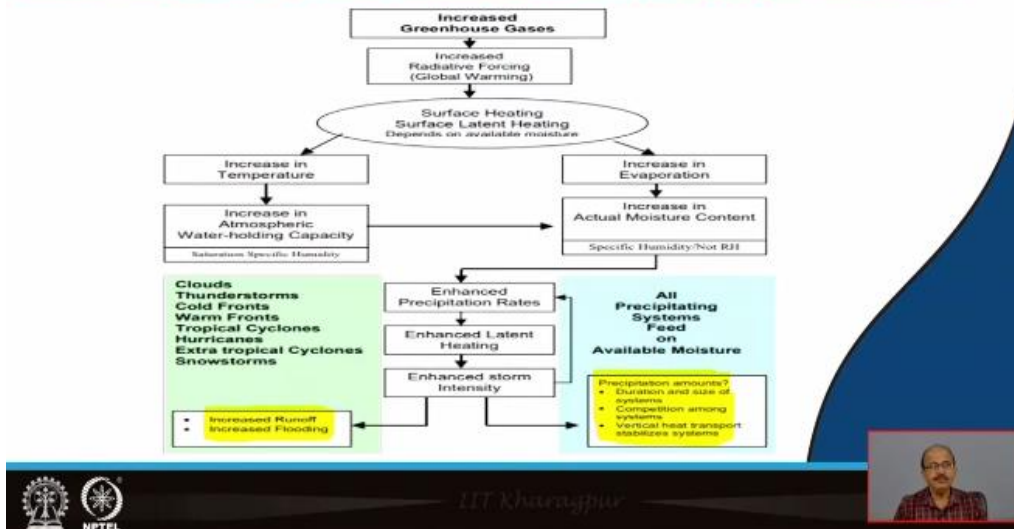 Increased
Greenhouse Gases
Increased
Radiative Forcing
(Global Warming)
Surface Heating
Surface Latent Heating
Depends on available moisture
Increase in
Temperature
Increase in
Evaporation
Increase in
Atmospheric
Water-holding Capacity
Saturation Specific Humidity
Increase in
Actual Moisture Content
Specific Humidity/Not RH
Clouds
Thunderstorms
Cold Fronts
Warm Fronts
Tropical Cyclones
Hurricanes
Extra tropical Cyclones
Snowstorms
Enhanced
Precipitation Rates
Enhanced Latent
Heating
Enhanced storm
Intensity
All
Precipitating
Systems
Feed
on
Available Moisture
• Increased Runoff
• Increased Flooding
Precipitation amounts?
• Duration and size of
systems
• Competition among
systems
• Vertical heat transport
stabilizes systems
IIT Kharagpur
NPTEL